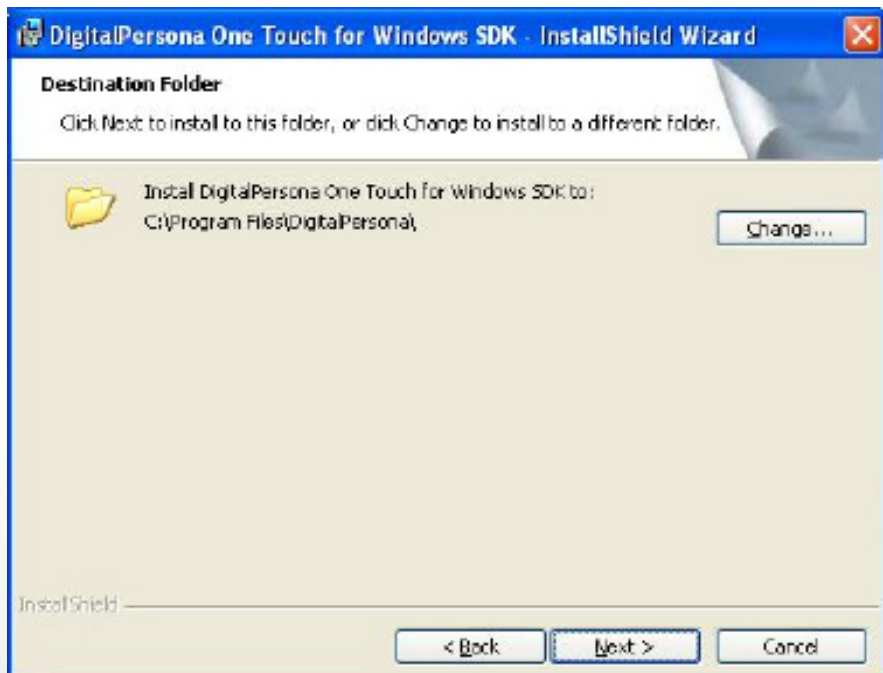 DigitalPersona One Touch for Windows SDK - InstallShield Wizard
Destination Folder
Click Next to install to this folder, or click Change to install to a different folder.
Install DigitalPersona One Touch for Windows SDK to:
C:\Program Files\DigitalPersona\
Change...
InstallShield
< Back
Next >
Cancel